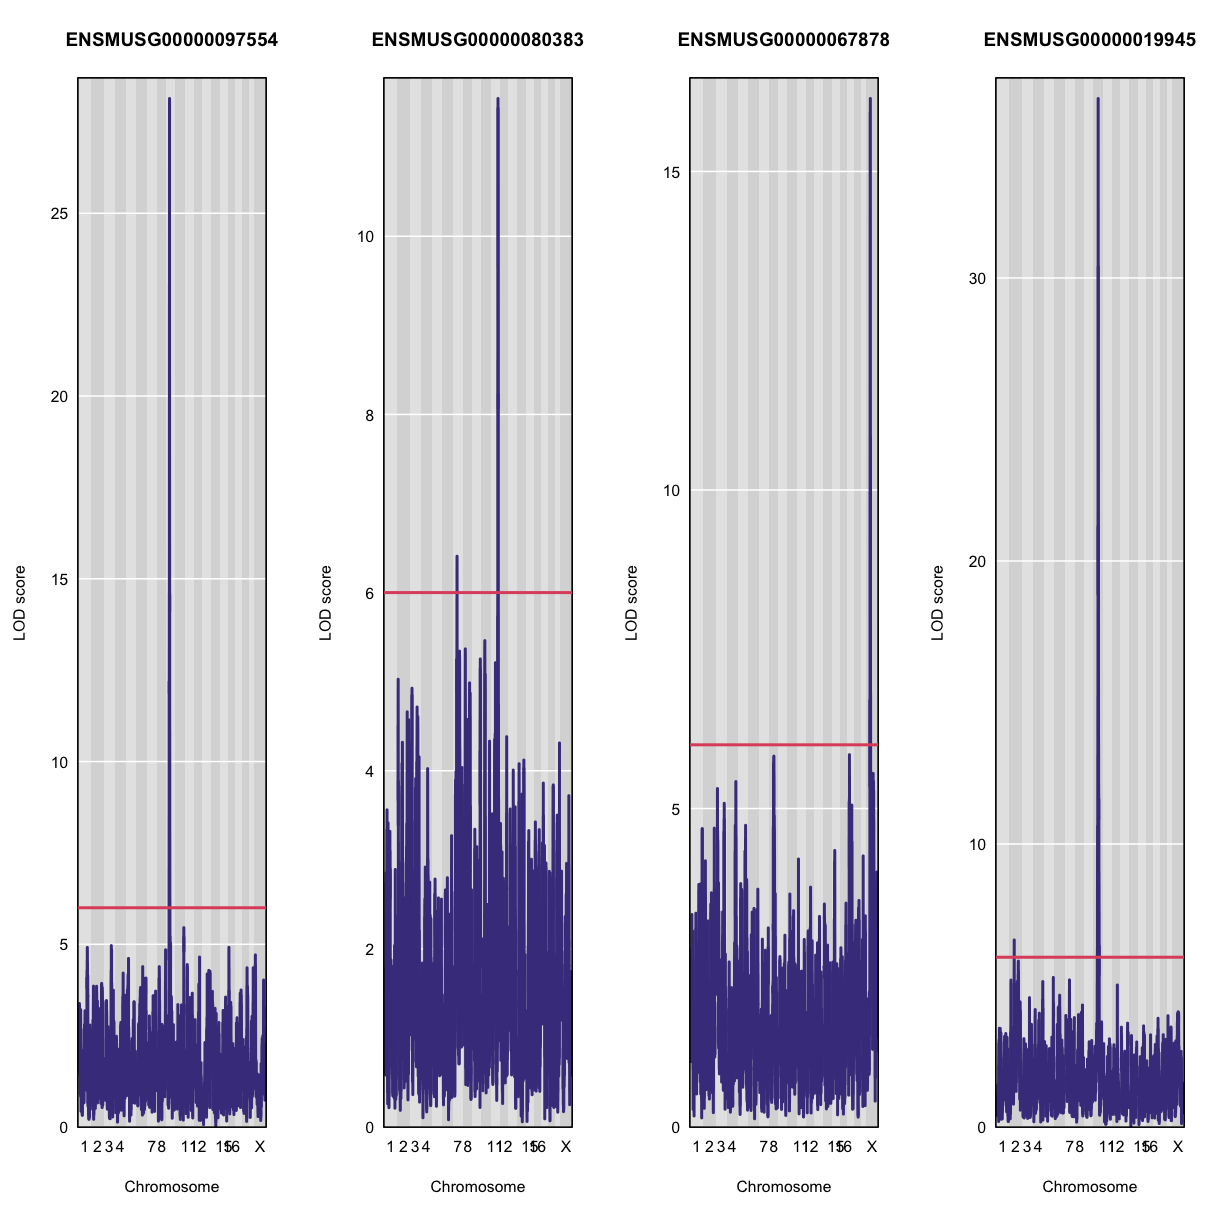 ENSMUSG00000097554
LOD score
25
20
15
10
5
0
1 2 3 4 7 8 11 12 15 16 X
Chromosome
ENSMUSG00000080383
LOD score
10
8
6
4
2
0
1 2 3 4 7 8 11 12 15 16 X
Chromosome
ENSMUSG00000067878
LOD score
15
10
5
0
1 2 3 4 7 8 11 12 15 16 X
Chromosome
ENSMUSG00000019945
LOD score
30
20
10
0
1 2 3 4 7 8 11 12 15 16 X
Chromosome